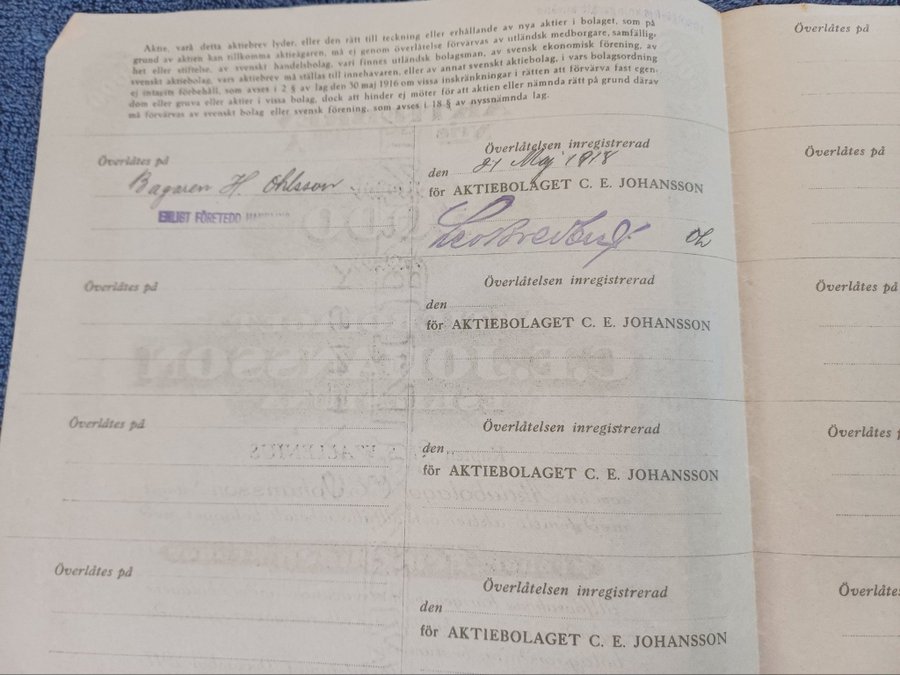 Aktie, varå detta aktiebrev lyder, eller den rätt till teckning eller erhållande av nya aktier i bolaget, som på
grund av aktien kan tillkomma aktieägaren, må ej genom överlåtelse förvärvas av utländsk medborgare, samfällig-
het eller stiftelse, av svenskt handelsbolag, vari finnes utländsk bolagsman, av svensk ekonomisk förening, av
svenskt aktiebolag, vars aktiebrev må ställas till innehavaren, eller av annat svenskt aktiebolag, i vars bolagsordning
ej intagits förbehåll, som avses i 2 § av lag den 30 maj 1916 om vissa inskränkningar i rätten att förvärva fast egen-
dom eller gruva eller aktier i vissa bolag, dock att hinder ej möter för att aktien eller nämnda rätt på grund därav
må förvärvas av svenskt bolag eller svensk förening, som avses i 18 § av nyssnämnda lag.
Överlåtes på
Bagaren H. Ohlsson
ENLIGT FÖRETEDD
Överlåtelsen inregistrerad
den 21 Maj 1918
för AKTIEBOLAGET C. E. JOHANSSON
Överlåtes på
Överlåtelsen inregistrerad
den
för AKTIEBOLAGET C. E. JOHANSSON
Överlåtes på
Överlåtelsen inregistrerad
den
för AKTIEBOLAGET C. E. JOHANSSON
Överlåtes på
Överlåtelsen inregistrerad
den
för AKTIEBOLAGET C. E. JOHANSSON
Överlåtes på
Överlåtes på
Överlåtes på
Överlåtes
Överlåtes